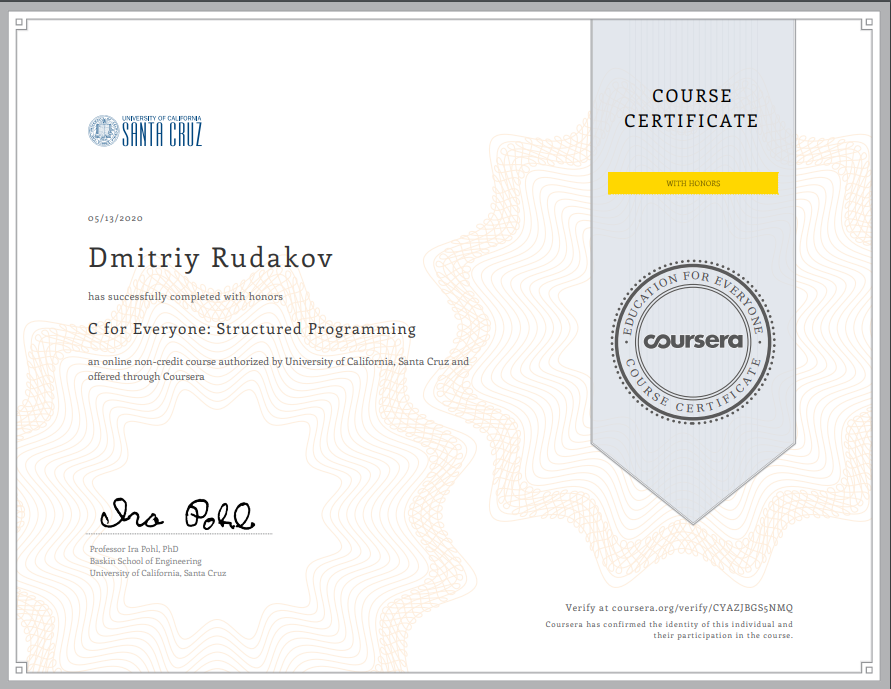 UNIVERSITY OF CALIFORNIA
SANTA CRUZ
05/13/2020
Dmitriy Rudakov
has successfully completed with honors
C for Everyone: Structured Programming
an online non-credit course authorized by University of California, Santa Cruz and
offered through Coursera
Ira Pohl
Professor Ira Pohl, PhD
Baskin School of Engineering
University of California, Santa Cruz
COURSE
CERTIFICATE
WITH HONORS
EDUCATION FOR EVERYONE
coursera
COURSE CERTIFICATE
Verify at coursera.org/verify/CYAZJBGS5NMQ
Coursera has confirmed the identity of this individual and
their participation in the course.